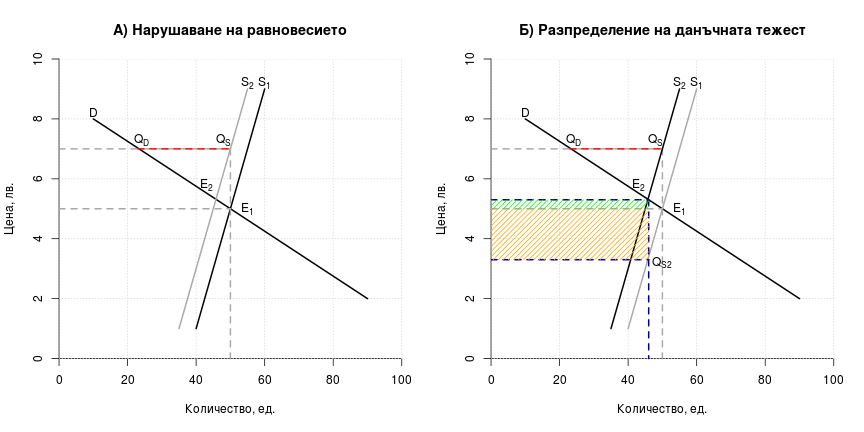 А) Нарушаване на равновесието
Цена, лв.
10
8
6
4
2
0
D
QD
QS
S2
S1
E2
E1
0
20
40
60
80
100
Количество, ед.
Б) Разпределение на данъчната тежест
Цена, лв.
10
8
6
4
2
0
D
QD
QS
S2
S1
E2
E1
QS2
0
20
40
60
80
100
Количество, ед.